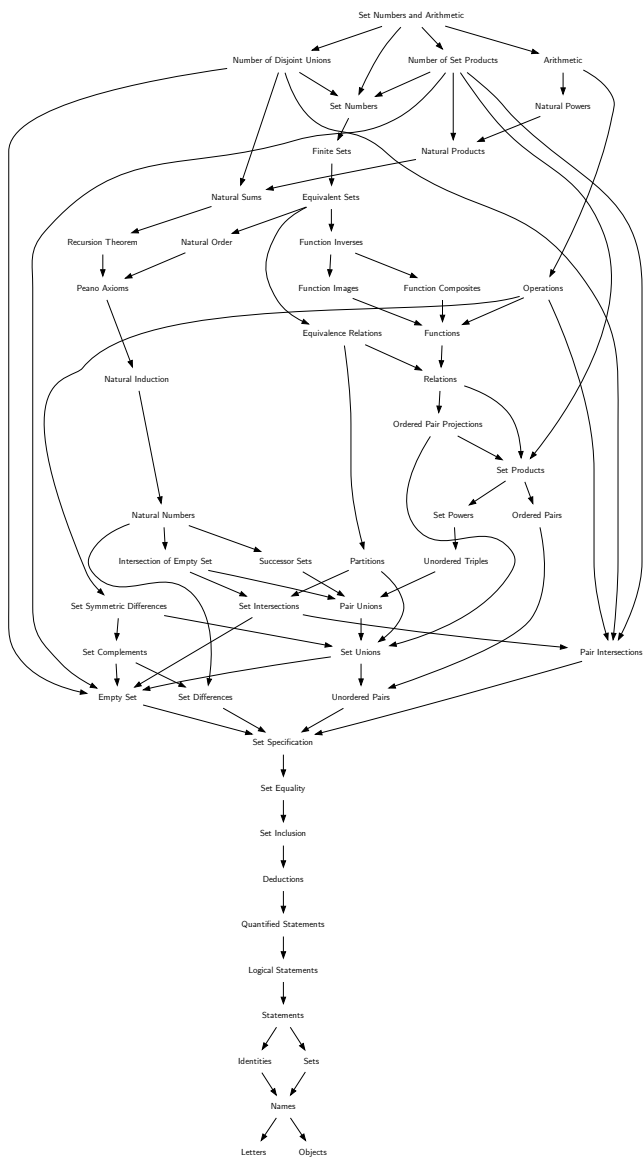 Set Numbers and Arithmetic
Number of Disjoint Unions
Number of Set Products
Arithmetic
Set Numbers
Natural Powers
Finite Sets
Natural Products
Natural Sums
Equivalent Sets
Recursion Theorem
Natural Order
Function Inverses
Peano Axioms
Function Images
Function Composites
Operations
Equivalence Relations
Functions
Natural Induction
Relations
Ordered Pair Projections
Set Products
Natural Numbers
Set Powers
Ordered Pairs
Intersection of Empty Set
Successor Sets
Partitions
Unordered Triples
Set Symmetric Differences
Set Intersections
Pair Unions
Set Complements
Set Unions
Pair Intersections
Empty Set
Set Differences
Unordered Pairs
Set Specification
Set Equality
Set Inclusion
Deductions
Quantified Statements
Logical Statements
Statements
Identities
Sets
Names
Letters
Objects